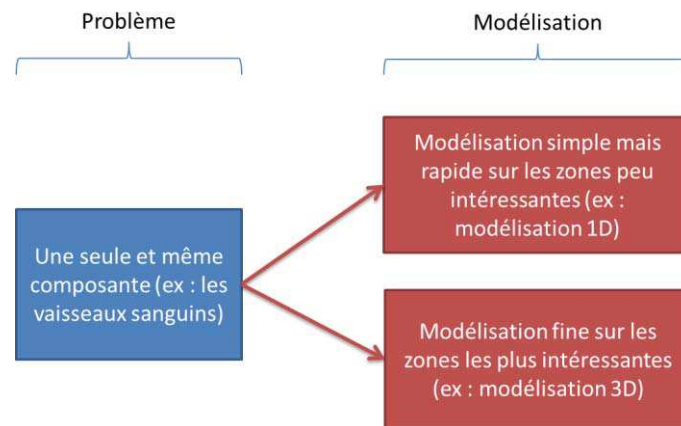 Problème
Modélisation
Modélisation simple mais
rapide sur les zones peu
intéressantes (ex :
modélisation 1D)
Une seule et même
composante (ex : les
vaisseaux sanguins)
Modélisation fine sur les
zones les plus intéressantes
(ex : modélisation 3D)